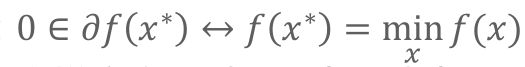 0 ∈ ∂f(x*) ↔ f(x*) = min f(x)
x